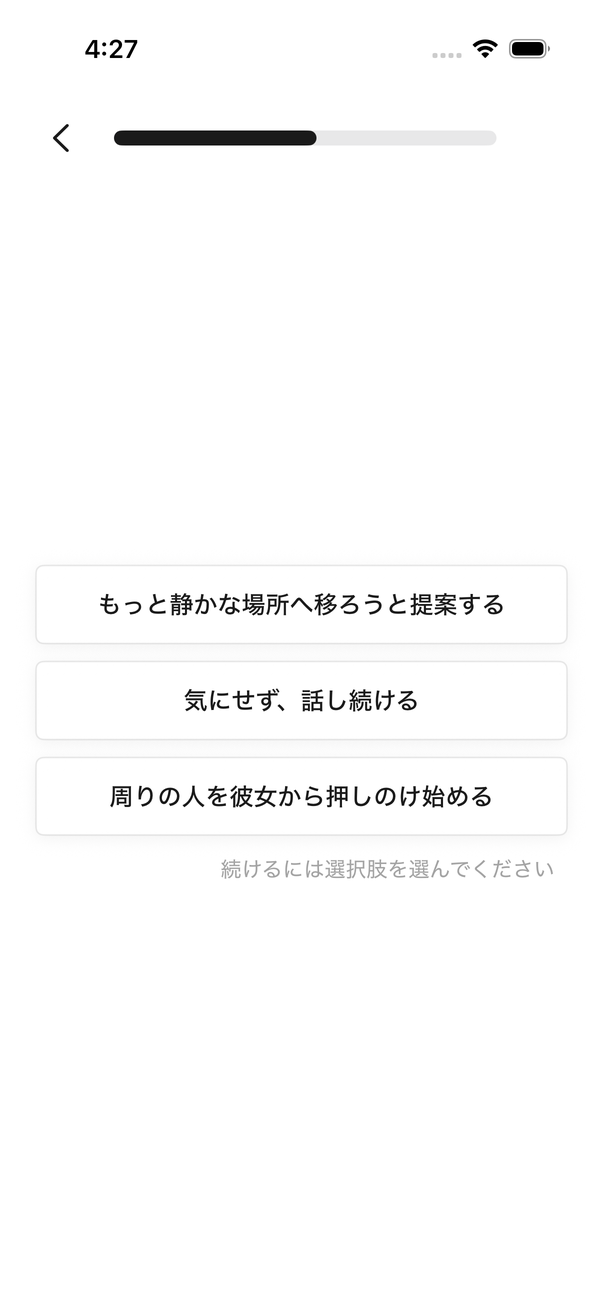 4:27
もっと静かな場所へ移ろうと提案する
気にせず、話し続ける
周りの人を彼女から押しのけ始める
続けるには選択肢を選んでください